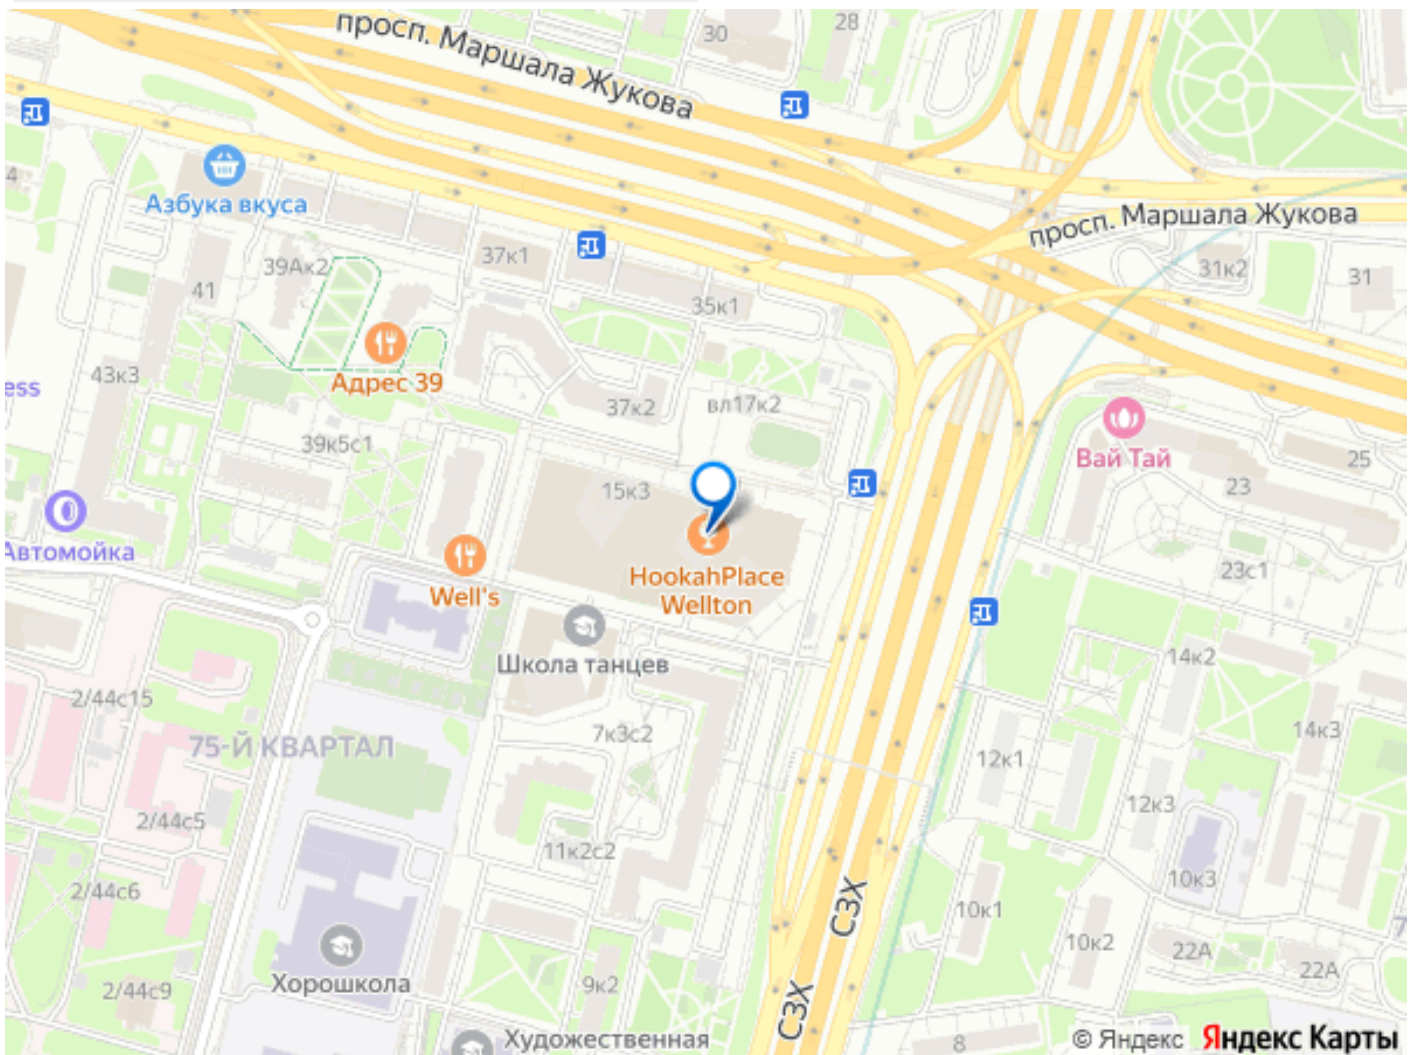 просп. Маршала Жукова
30
28
4
Азбука вкуса
просп. Маршала Жукова
37к1
39Ак2
41
31к2
31
35к1
43к3
ess
Адрес 39
37к2
вл17к2
39к5с1
Вай Тай
25
23
15к3
Автомойка
HookahPlace
Wellton
Well's
23с1
Школа танцев
14к2
2/44с15
75-Й КВАРТАЛ
7к3с2
14к3
12к1
12к3
2/44с5
11к2с2
2/44с6
10к3
СЗХ
10к1
10к2
7
22А
22А
Хорошкола
9к2
2/44с9
СЗХ
Художественная
8
© Яндекс Яндекс Карты